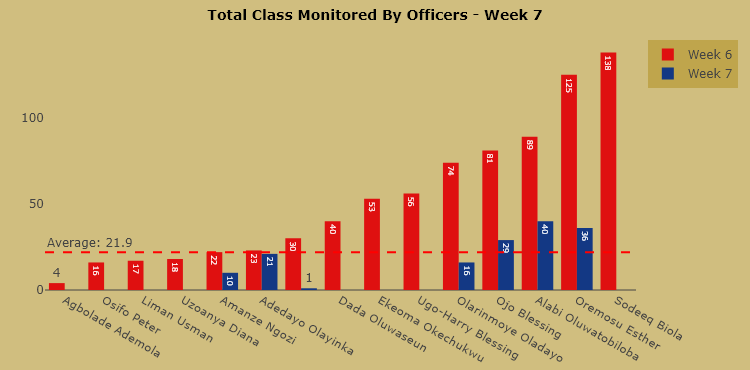 Total Class Monitored By Officers - Week 7
Week 6
Week 7
100
50
0
Average: 21.9
4
16
17
18
22
10
23
21
30
1
40
53
56
74
16
81
29
89
40
125
36
138
Agbolade Ademola
Osifo Peter
Liman Usman
Uzoanya Diana
Amanze Ngozi
Adedayo Olayinka
Dada Oluwaseun
Ekeoma Okechukwu
Ugo-Harry Blessing
Olarinmoye Oladayo
Ojo Blessing
Alabi Oluwatobiloba
Oremosu Esther
Sodeeq Biola